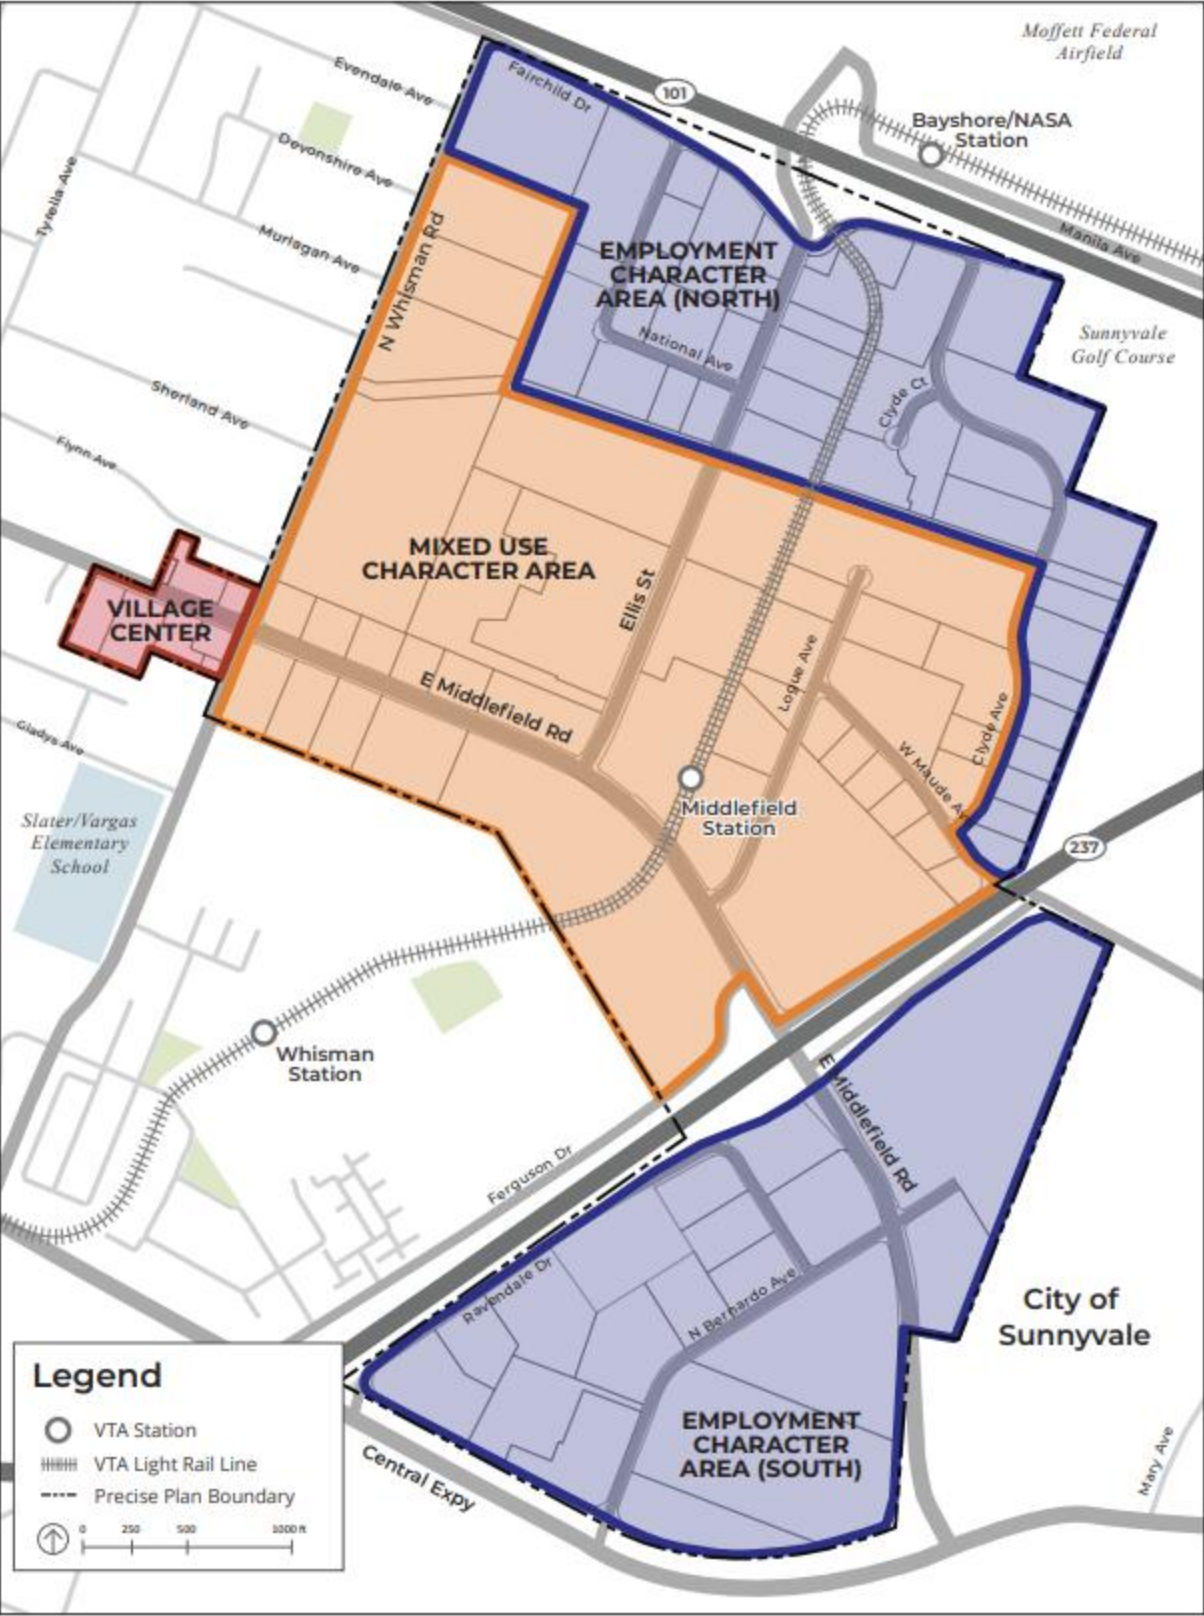 Moffett Federal
Airfield
Evendale Ave
Fairchild Dr
101
Bayshore/NASA
Station
Devonshire Ave
Tyrella Ave
Murlagan Ave
N Whisman Rd
Manila Ave
EMPLOYMENT
CHARACTER
AREA (NORTH)
National Ave
Sunnyvale
Golf Course
Clyde Ct
Sherland Ave
Flynn Ave
MIXED USE
CHARACTER AREA
Ellis St
VILLAGE
CENTER
Logue Ave
E Middlefield Rd
Clyde Ave
W Maude Av
Gladys Ave
Middlefield
Station
Slater/Vargas
Elementary
School
237
Whisman
Station
E Middlefield Rd
Ferguson Dr
Ravendale Dr
N Bernardo Ave
City of
Sunnyvale
EMPLOYMENT
CHARACTER
AREA (SOUTH)
Central Expy
Mary Ave
Legend
VTA Station
VTA Light Rail Line
Precise Plan Boundary
0 250 500 1000 ft